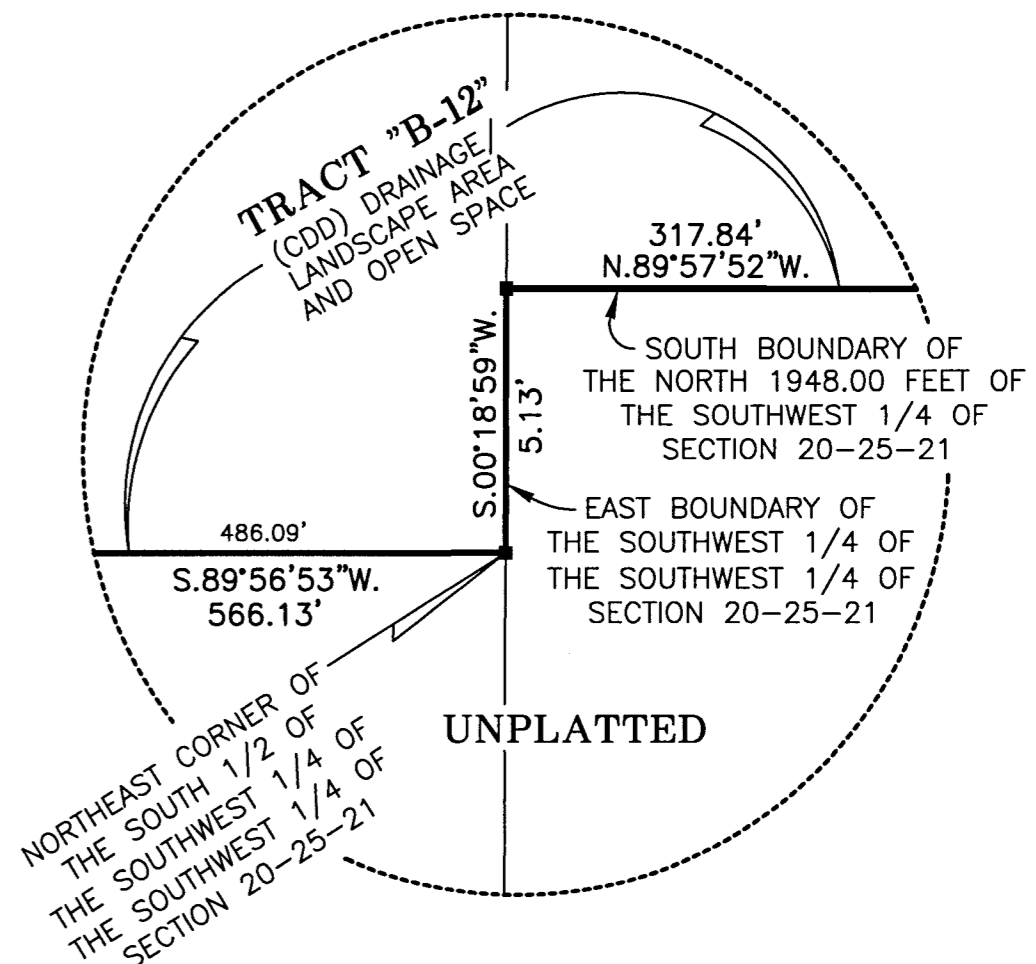 TRACT "B-12"
(CDD) DRAINAGE/
LANDSCAPE AREA
AND OPEN SPACE
317.84'
N.89°57'52"W.
SOUTH BOUNDARY OF
THE NORTH 1948.00 FEET OF
THE SOUTHWEST 1/4 OF
SECTION 20-25-21
S.00°18'59"W.
5.13'
EAST BOUNDARY OF
THE SOUTHWEST 1/4 OF
THE SOUTHWEST 1/4 OF
SECTION 20-25-21
486.09'
S.89°56'53"W.
566.13'
NORTHEAST CORNER OF
THE SOUTH 1/2 OF
THE SOUTHWEST 1/4 OF
THE SOUTHWEST 1/4 OF
SECTION 20-25-21
UNPLATTED